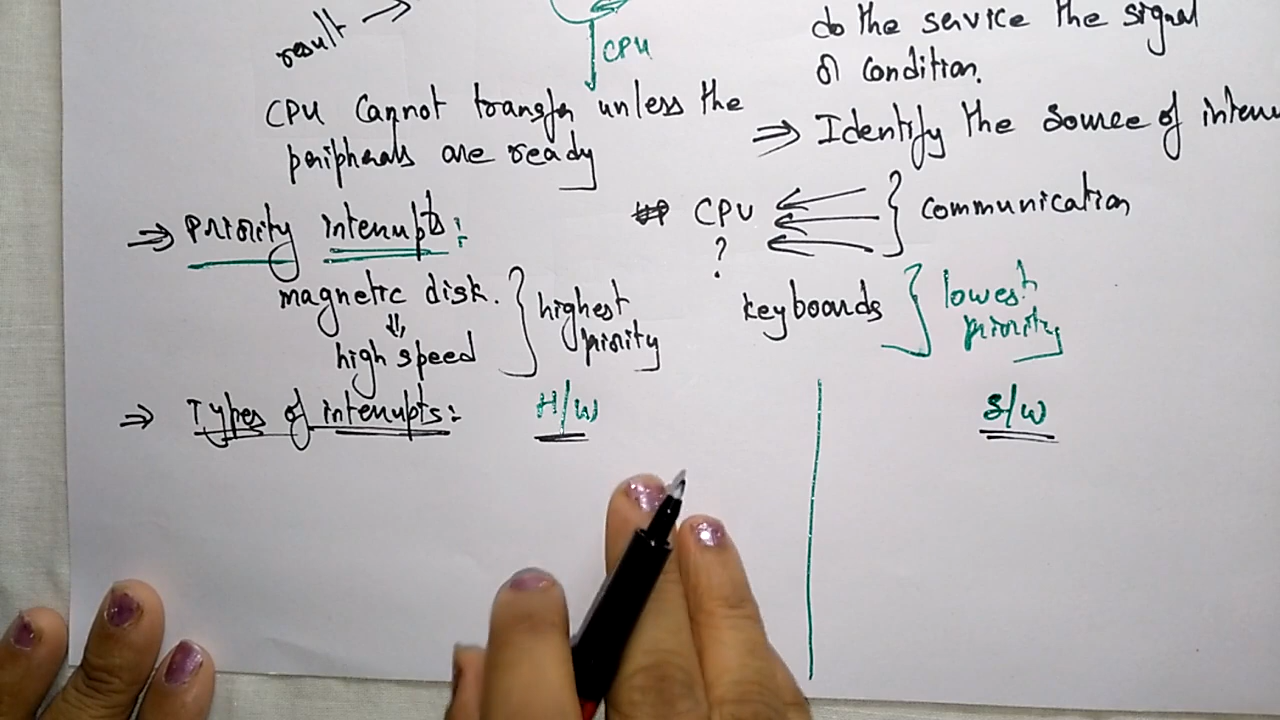 result →
CPU
CPU cannot transfer unless the
peripherals are ready
do the service the signal
or condition.
⇒ Identify the source of
⇒ Priority interrupts:
CPU
?
communication
magnetic disk.
⇓
high speed
highest
priority
keyboards
lowest
priority
⇒ Types of interrupts:
H/W
S/W